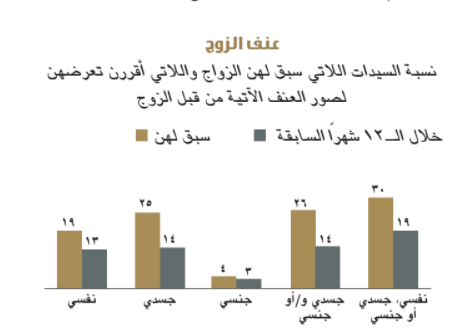 عنف الزوج
نسبة السيدات اللاتي سبق لهن الزواج واللاتي أقررن تعرضهن
لصور العنف الآتية من قبل الزوج
خلال الـ١٢ شهراً السابقة
سبق لهن
٣٠
١٩
٢٦
١٤
٤
٣
٢٥
١٤
١٩
١٣
نفسي، جسدي
أو جنسي
جسدي و/أو
جنسي
جنسي
جسدي
نفسي